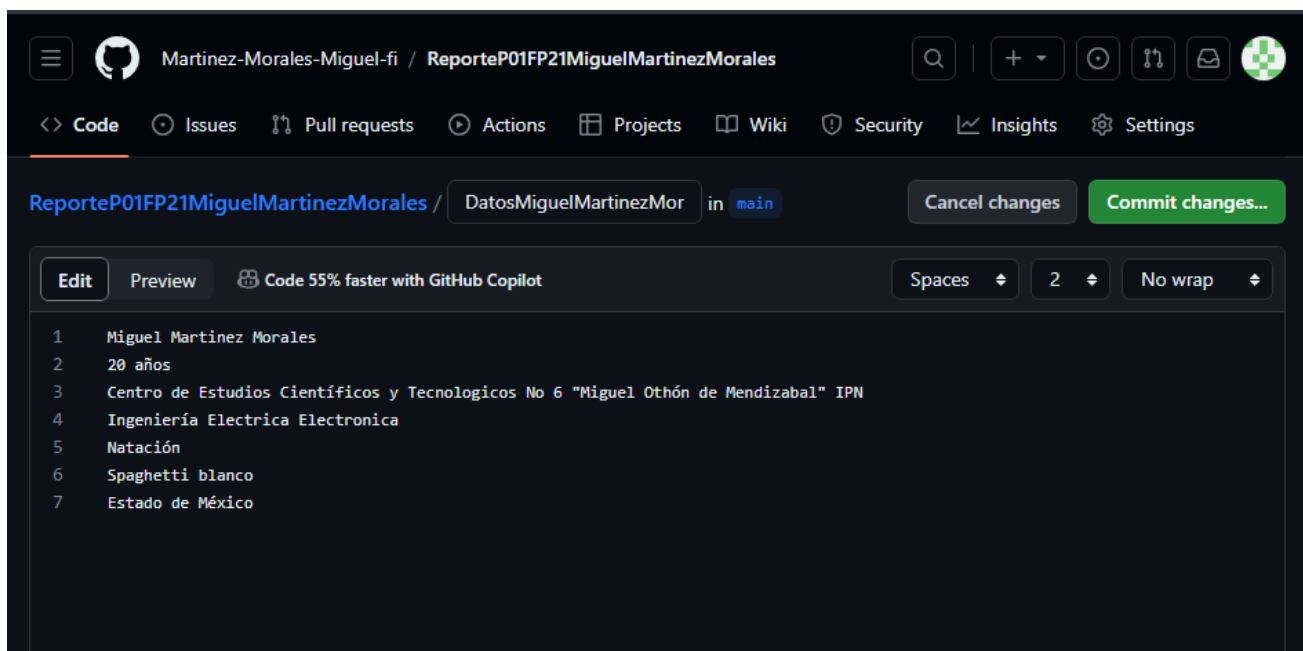 Martinez-Morales-Miguel-fi / ReporteP01FP21MiguelMartinezMorales
Code Issues Pull requests Actions Projects Wiki Security Insights Settings
ReporteP01FP21MiguelMartinezMorales / DatosMiguelMartinezMor in main Cancel changes Commit changes...
Edit Preview Code 55% faster with GitHub Copilot Spaces 2 No wrap
1 Miguel Martinez Morales
2 20 años
3 Centro de Estudios Científicos y Tecnologicos No 6 "Miguel Othón de Mendizabal" IPN
4 Ingeniería Electrica Electronica
5 Natación
6 Spaghetti blanco
7 Estado de México